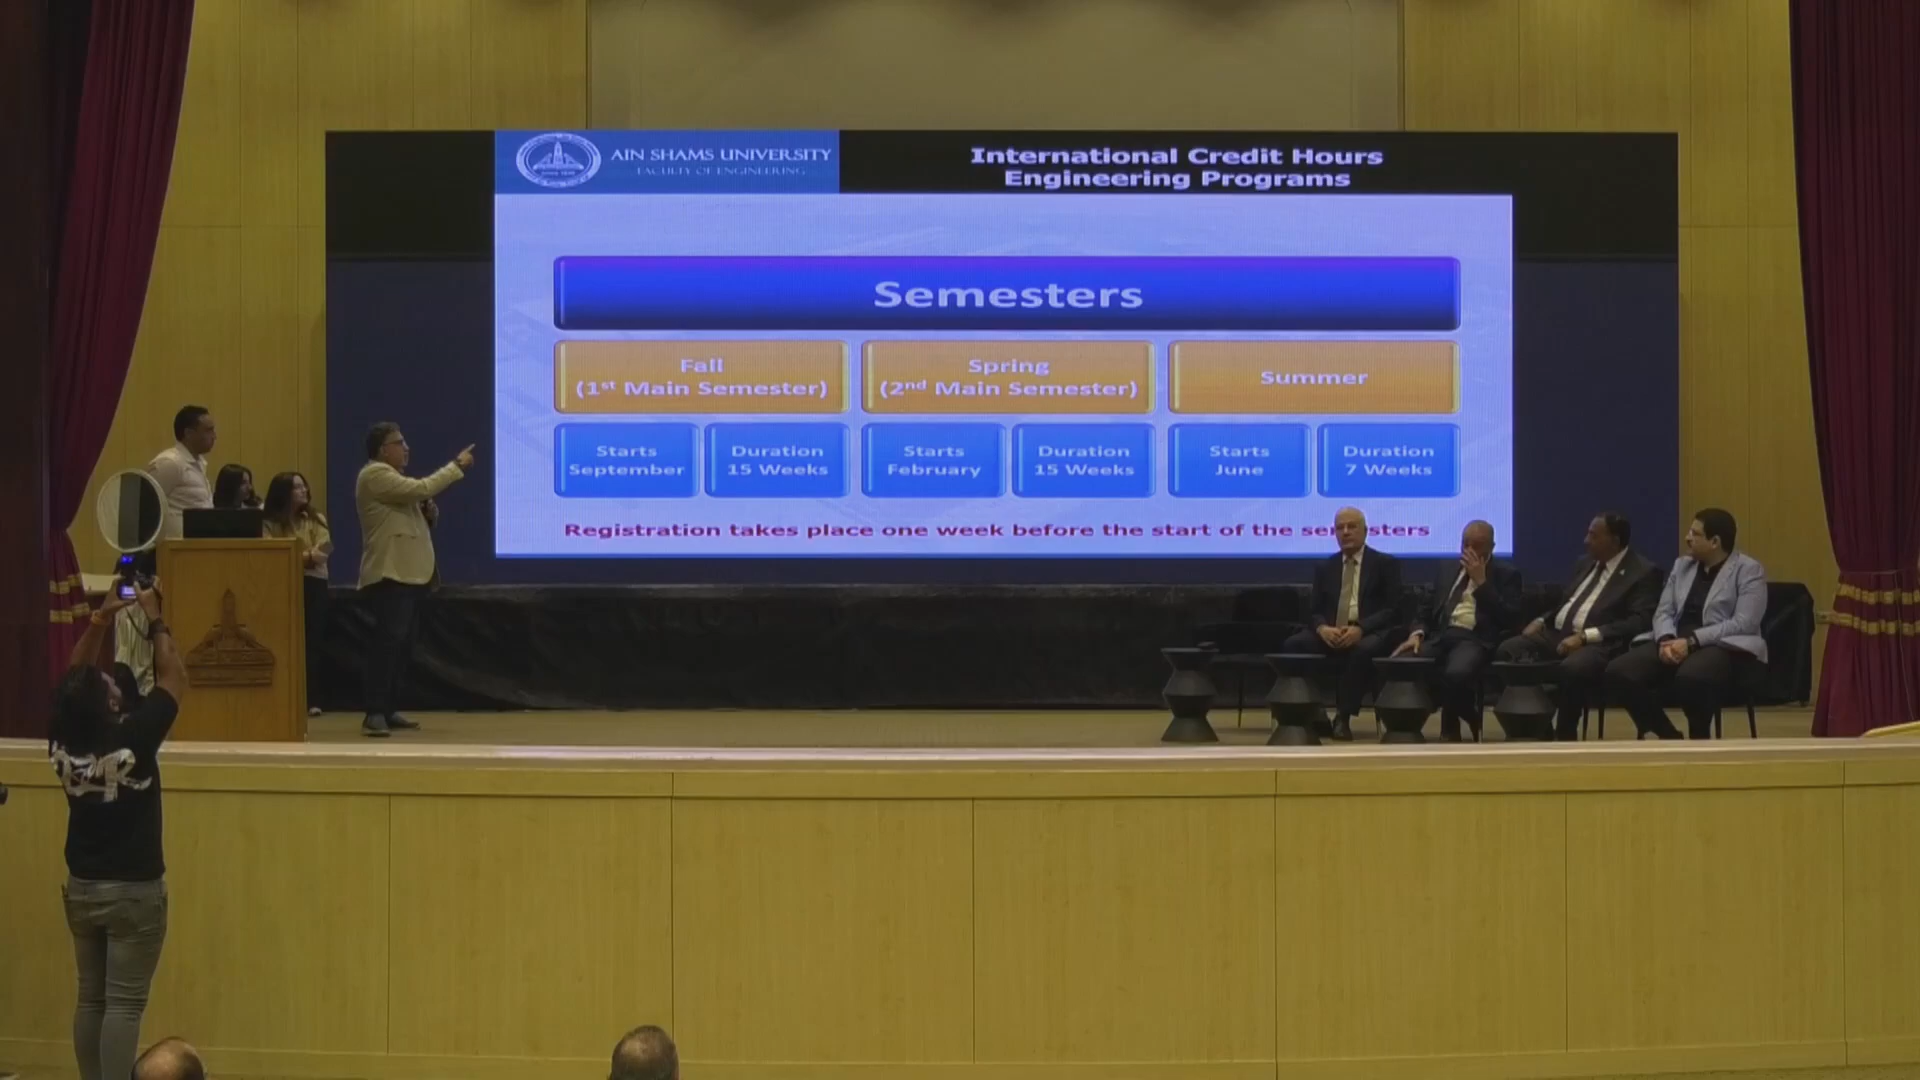 AIN SHAMS UNIVERSITY
FACULTY OF ENGINEERING
International Credit Hours
Engineering Programs
Semesters
Fall
(1st Main Semester)
Spring
(2nd Main Semester)
Summer
Starts
September
Duration
15 Weeks
Starts
February
Duration
15 Weeks
Starts
June
Duration
7 Weeks
Registration takes place one week before the start of the semesters